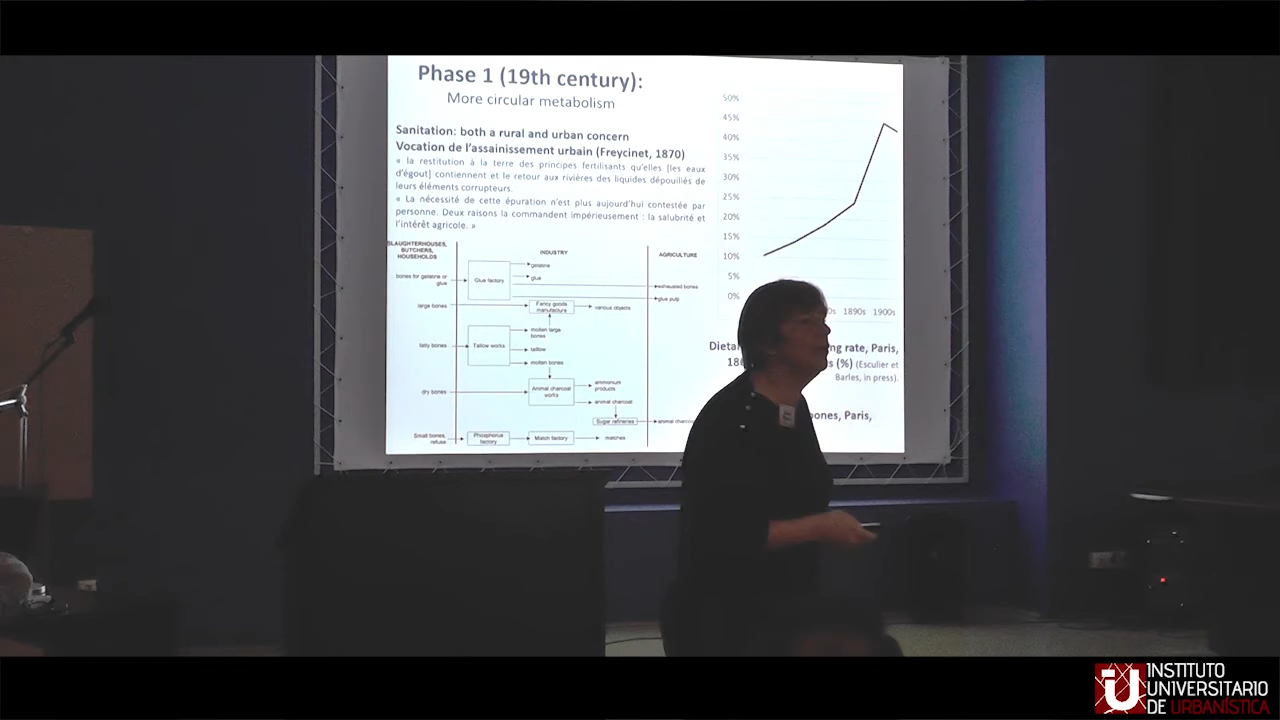 Phase 1 (19th century):
More circular metabolism
Sanitation: both a rural and urban concern
Vocation de l'assainissement urbain (Freycinet, 1870)
« la restitution à la terre des principes fertilisants qu'elles [les eaux
d'égout] contiennent et le retour aux rivières des liquides dépouillés de
leurs éléments corrupteurs.
« La nécessité de cette épuration n'est plus aujourd'hui contestée par
personne. Deux raisons la commandent impérieusement : la salubrité et
l'intérêt agricole. »
SLAUGHTERHOUSES,
BUTCHERS,
HOUSEHOLDS
INDUSTRY
AGRICULTURE
bones for gelatine or
glue
Glue factory
gelatine
glue
exhausted bones
glue pulp
large bones
Fancy goods
manufacture
various objects
fatty bones
Tallow works
molten large
bones
tallow
molten bones
dry bones
Animal charcoal
works
ammonium
products
animal charcoal
Sugar refineries
animal
Small bones,
refuse
Phosphorus
factory
Match factory
matches
50%
45%
40%
35%
30%
25%
20%
15%
10%
5%
0%
1890s 1900s
rate, Paris,
(%) (Esculier et
Barles, in press).
bones, Paris,
INSTITUTO
UNIVERSITARIO
DE URBANÍSTICA